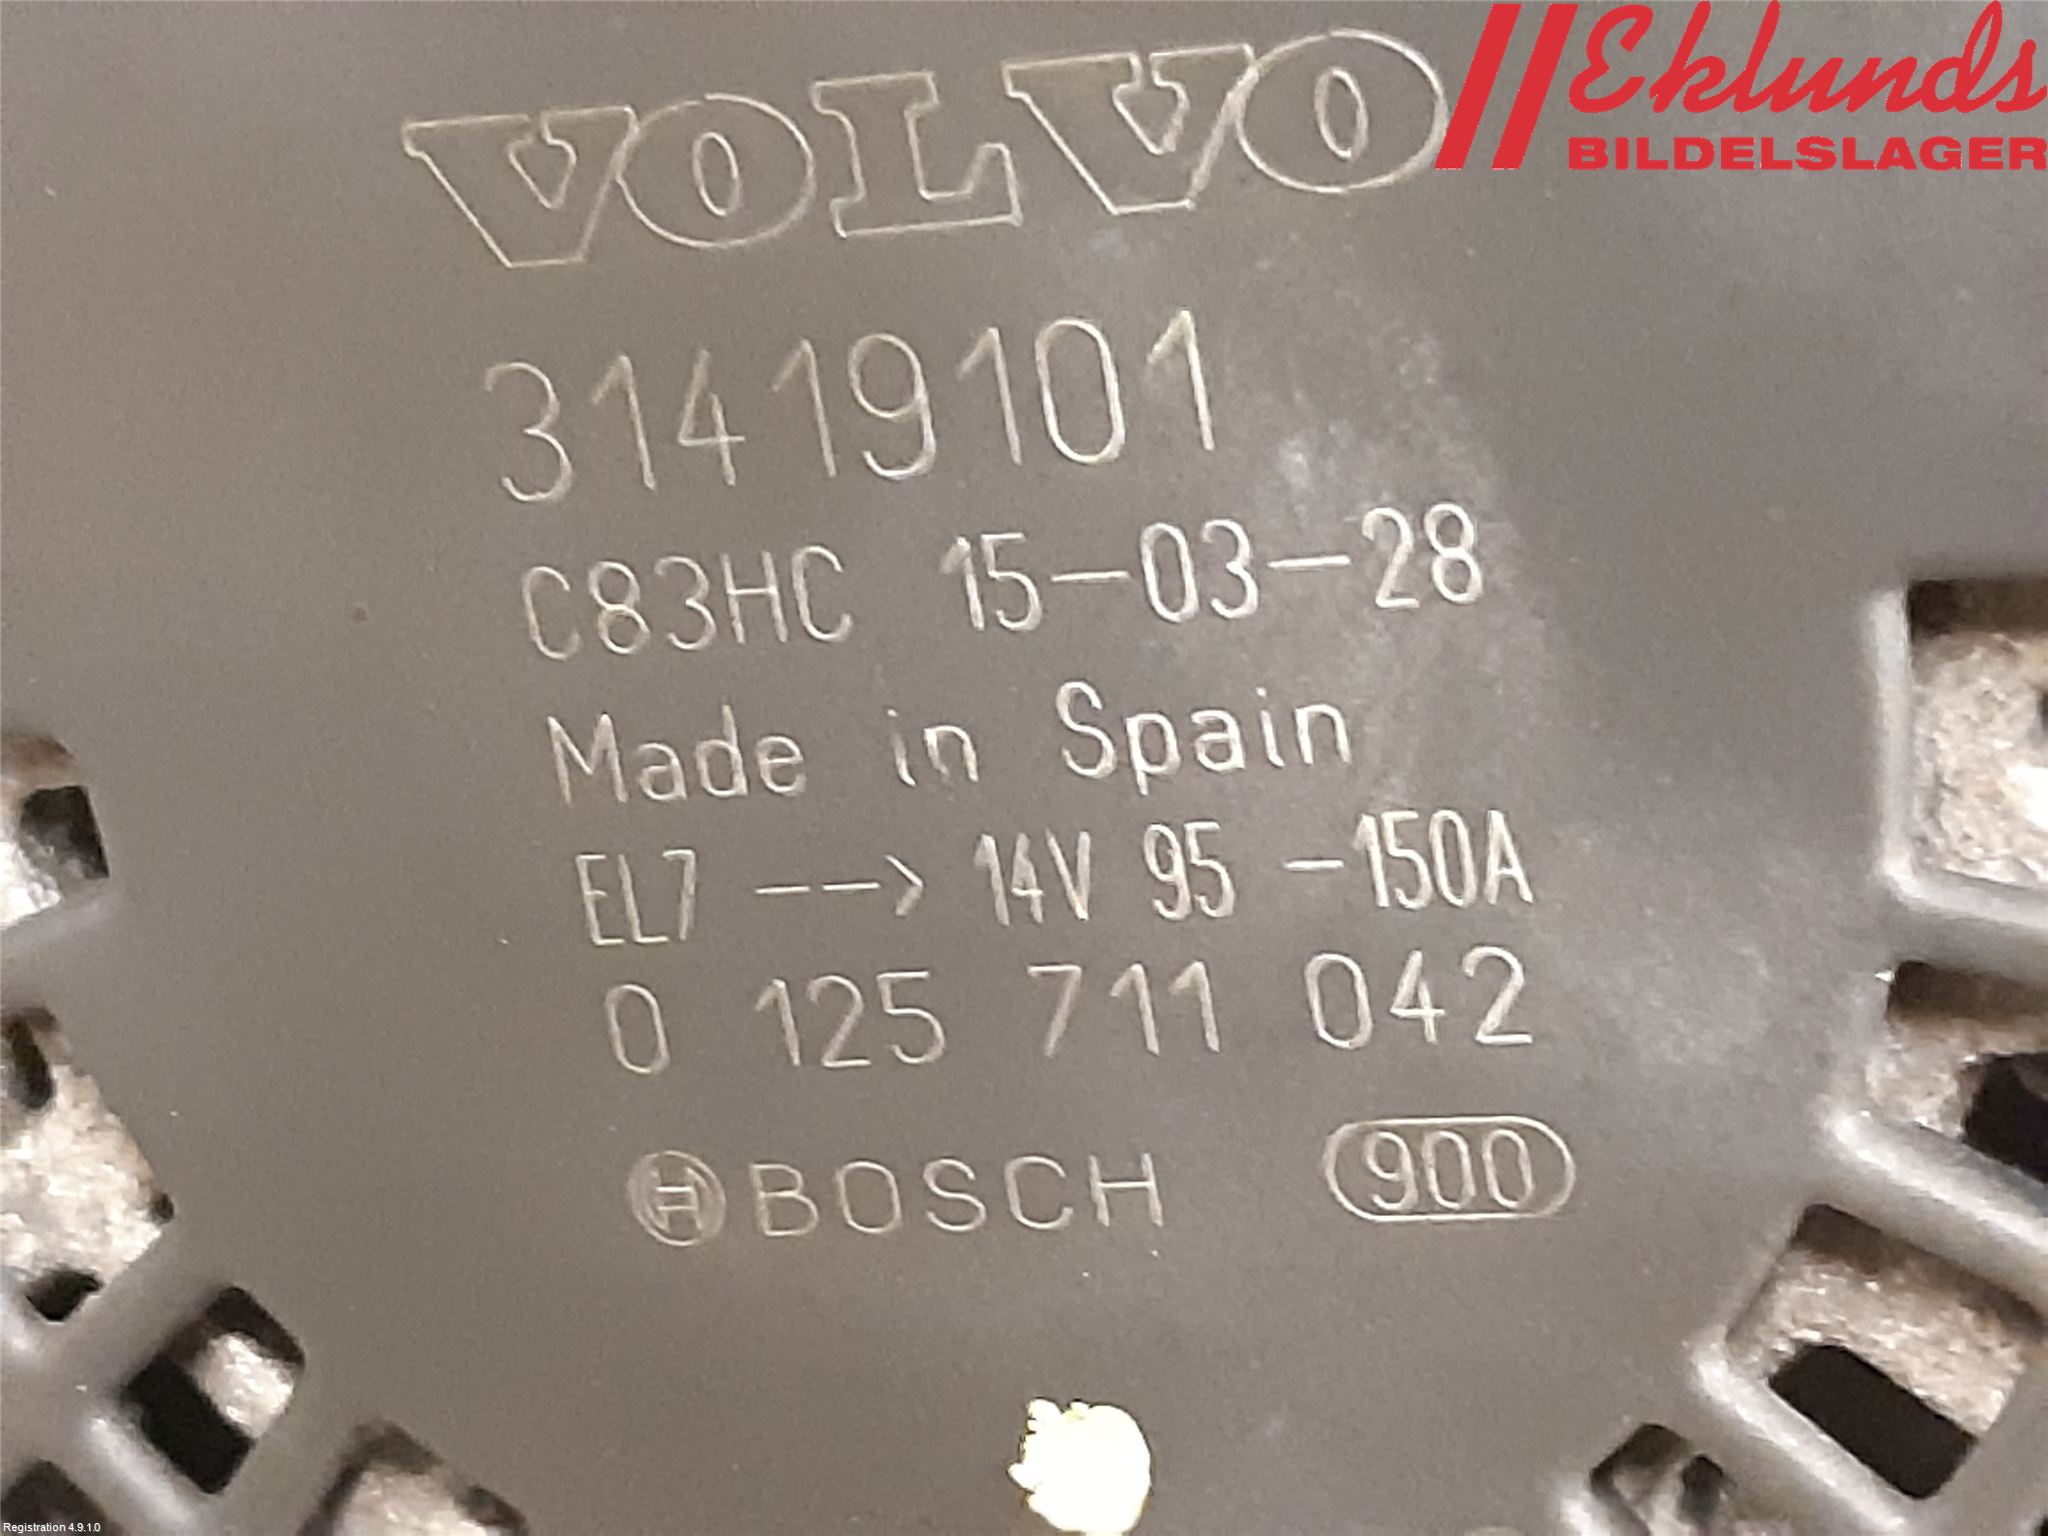 VOLVO
Eklunds
BILDELSLAGER
31419101
C83HC 15-03-28
Made in Spain
EL7 --> 14V 95 -150A
0 125 711 042
BOSCH 900
Registration 4.9.1.0